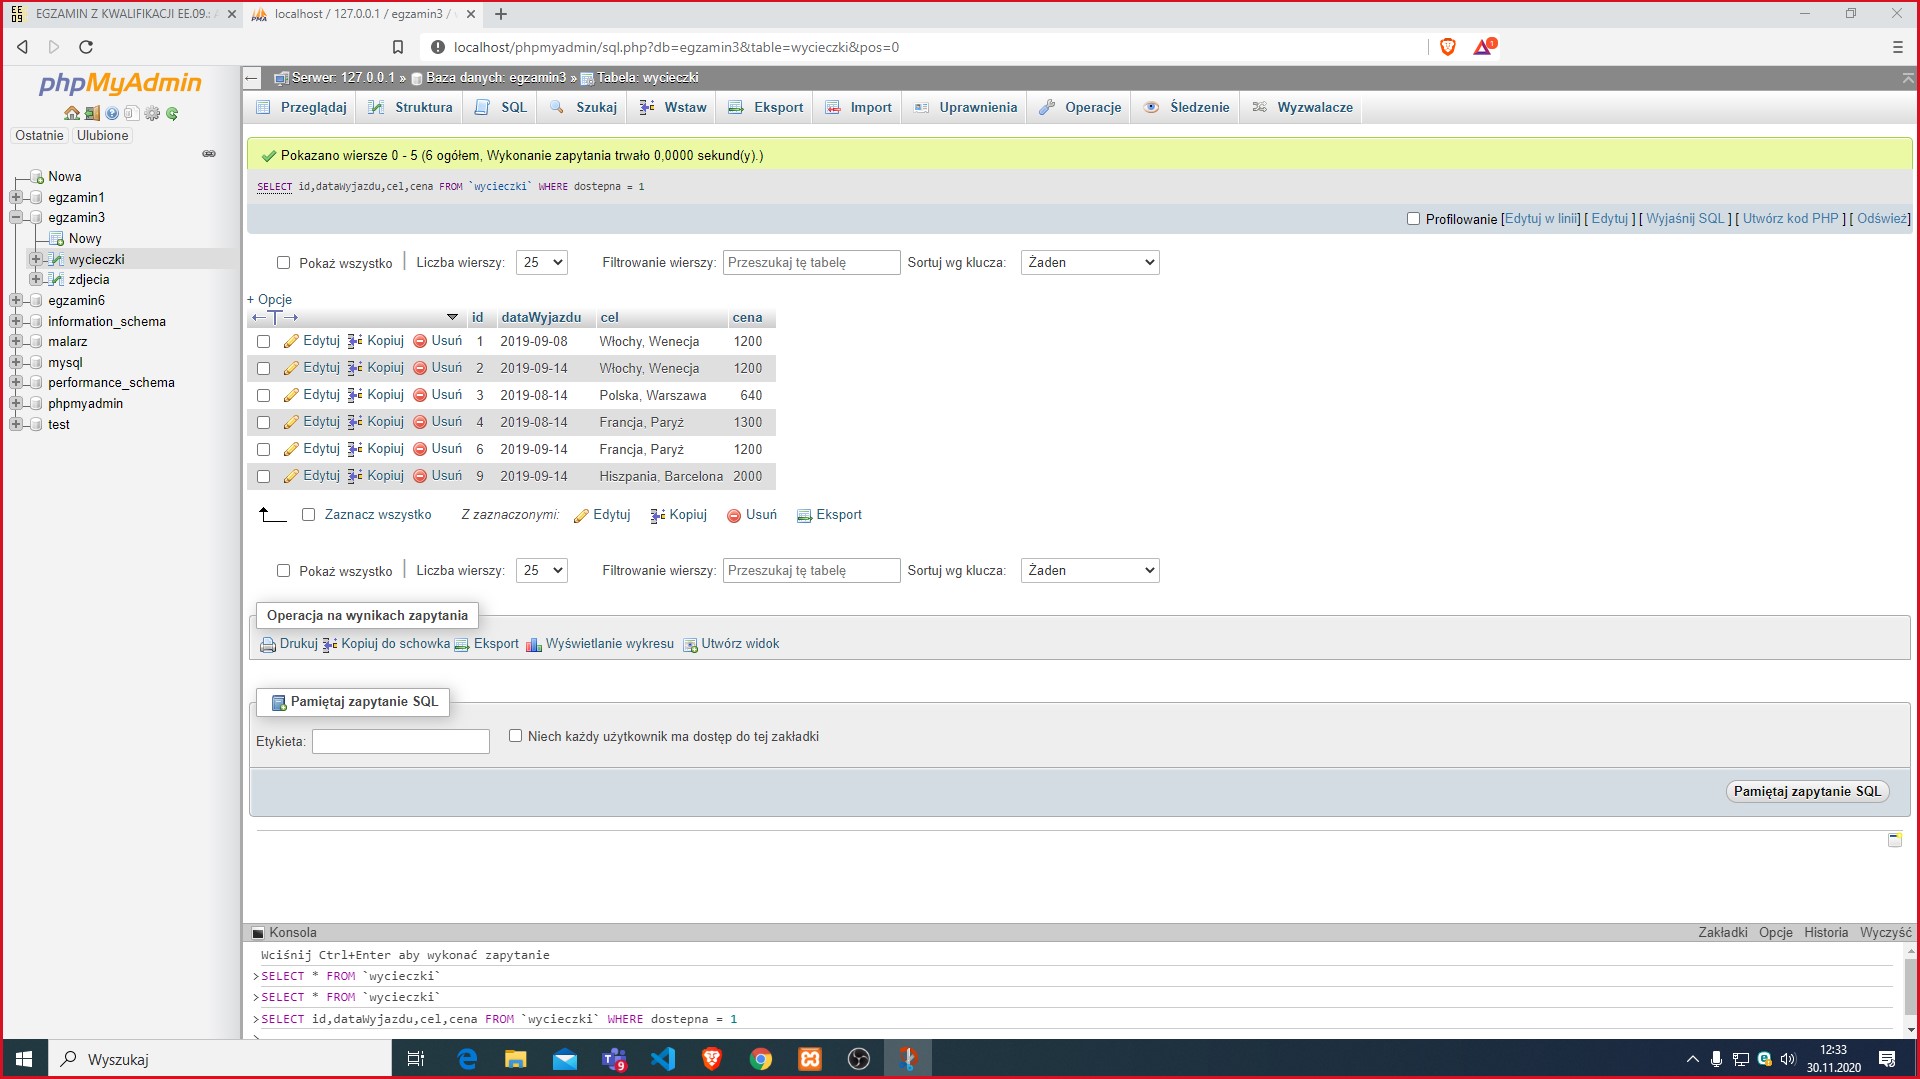 EE 09 EGZAMIN Z KWALIFIKACJI EE.09.: A
PMA localhost / 127.0.0.1 / egzamin3 /
localhost/phpmyadmin/sql.php?db=egzamin3&table=wycieczki&pos=0
1
phpMyAdmin
Ostatnie Ulubione
Nowa
egzamin1
egzamin3
Nowy
wycieczki
zdjecia
egzamin6
information_schema
malarz
mysql
performance_schema
phpmyadmin
test
Serwer: 127.0.0.1 » Baza danych: egzamin3 » Tabela: wycieczki
Przeglądaj Struktura SQL Szukaj Wstaw Eksport Import Uprawnienia Operacje Śledzenie Wyzwalacze
Pokazano wiersze 0 - 5 (6 ogółem, Wykonanie zapytania trwało 0,0000 sekund(y).)
SELECT id,dataWyjazdu,cel,cena FROM `wycieczki` WHERE dostepna = 1
Profilowanie [Edytuj w linii] [ Edytuj ] [ Wyjaśnij SQL ] [ Utwórz kod PHP ] [ Odśwież]
Pokaż wszystko Liczba wierszy: 25 Filtrowanie wierszy: Przeszukaj tę tabelę Sortuj wg klucza: Żaden
+ Opcje
←T→ id dataWyjazdu cel cena
Edytuj Kopiuj Usuń 1 2019-09-08 Włochy, Wenecja 1200
Edytuj Kopiuj Usuń 2 2019-09-14 Włochy, Wenecja 1200
Edytuj Kopiuj Usuń 3 2019-08-14 Polska, Warszawa 640
Edytuj Kopiuj Usuń 4 2019-08-14 Francja, Paryż 1300
Edytuj Kopiuj Usuń 6 2019-09-14 Francja, Paryż 1200
Edytuj Kopiuj Usuń 9 2019-09-14 Hiszpania, Barcelona 2000
Zaznacz wszystko Z zaznaczonymi: Edytuj Kopiuj Usuń Eksport
Pokaż wszystko Liczba wierszy: 25 Filtrowanie wierszy: Przeszukaj tę tabelę Sortuj wg klucza: Żaden
Operacja na wynikach zapytania
Drukuj Kopiuj do schowka Eksport Wyświetlanie wykresu Utwórz widok
Pamiętaj zapytanie SQL
Etykieta: Niech każdy użytkownik ma dostęp do tej zakładki
Pamiętaj zapytanie SQL
Konsola Zakładki Opcje Historia Wyczyść
Wciśnij Ctrl+Enter aby wykonać zapytanie
>SELECT * FROM `wycieczki`
>SELECT * FROM `wycieczki`
>SELECT id,dataWyjazdu,cel,cena FROM `wycieczki` WHERE dostepna = 1
>
Wyszukaj 9 12:33
30.11.2020